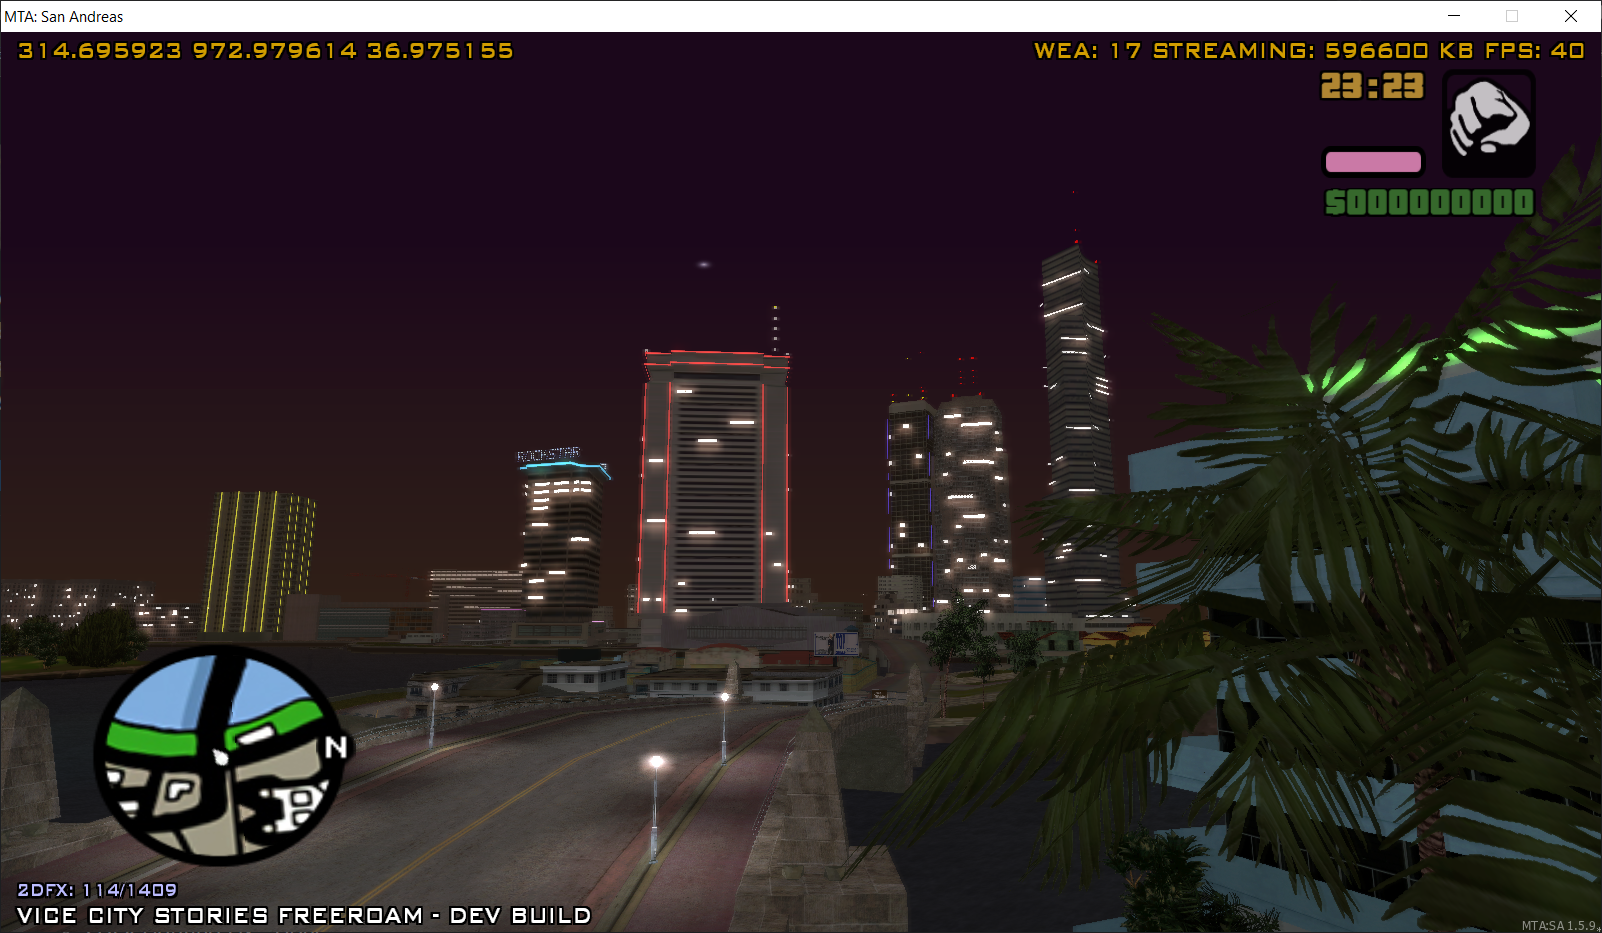 MTA: San Andreas
314.695923 972.979614 36.975155
WEA: 17 STREAMING: 596600 KB FPS: 40
23:23
$000000000
ROCKSTAR
N
2DFX: 114/1409
VICE CITY STORIES FREEROAM - DEV BUILD
MTA:SA 1.5.9